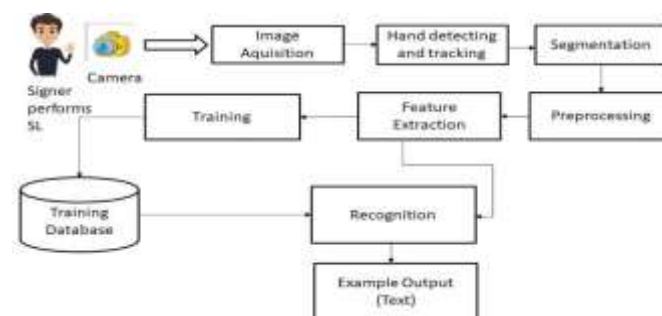 Signer
performs
SL
Camera
Image
Aquisition
Hand detecting
and tracking
Segmentation
Preprocessing
Feature
Extraction
Training
Training
Database
Recognition
Example Output
(Text)